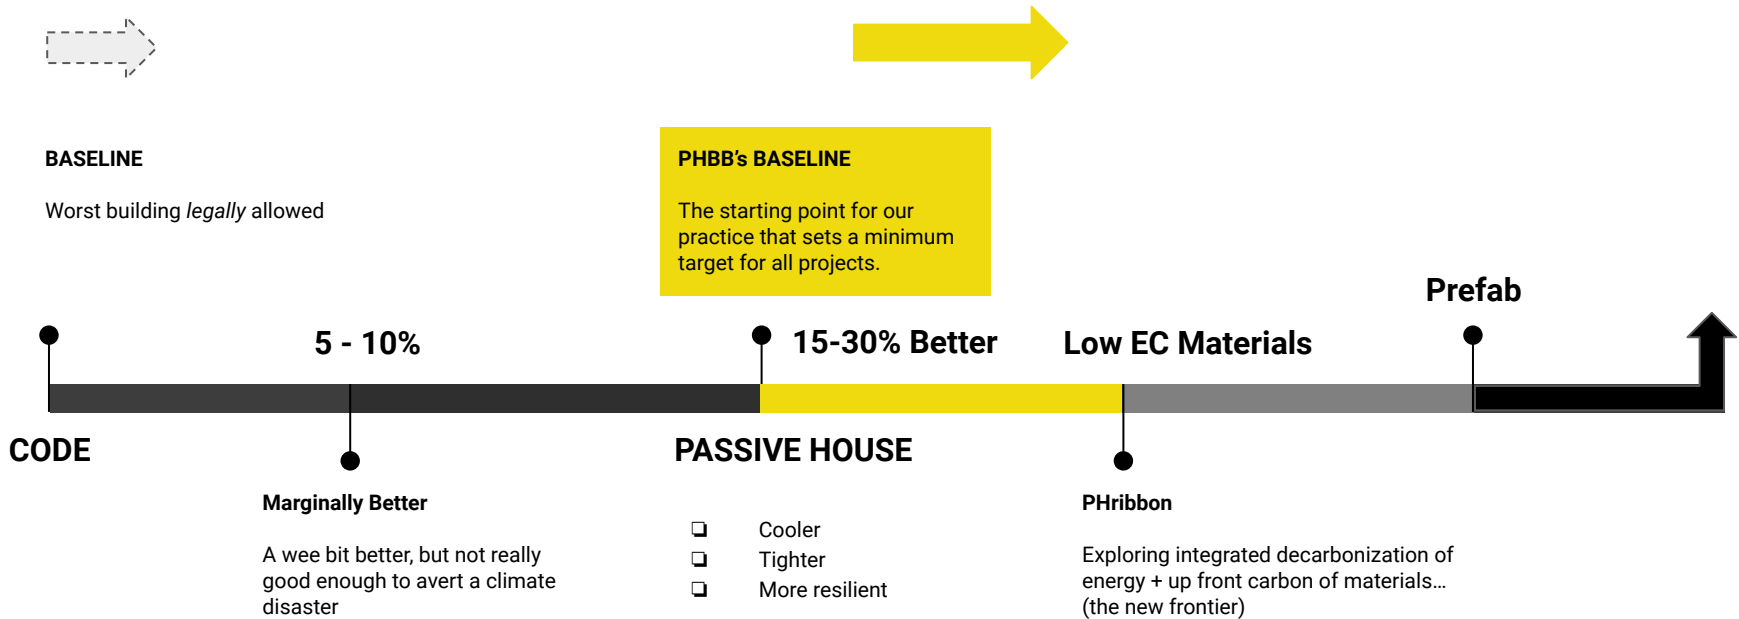 BASELINE
Worst building legally allowed
PHBB's BASELINE
The starting point for our
practice that sets a minimum
target for all projects.
Prefab
5 - 10%
15-30% Better
Low EC Materials
CODE
PASSIVE HOUSE
Marginally Better
A wee bit better, but not really
good enough to avert a climate
disaster
❏ Cooler
❏ Tighter
❏ More resilient
PHribbon
Exploring integrated decarbonization of
energy + up front carbon of materials...
(the new frontier)